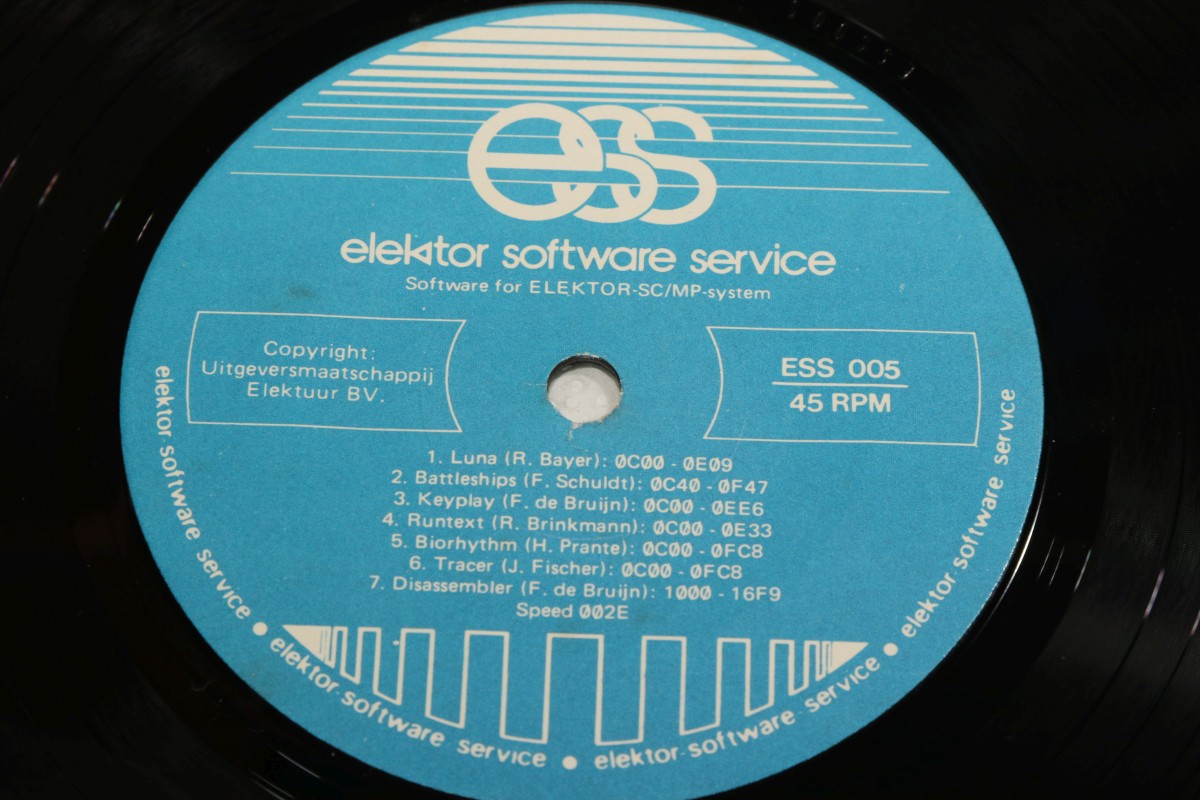 ess
elektor software service
Software for ELEKTOR-SC/MP-system
Copyright:
Uitgeversmaatschappij
Elektuur BV.
ESS 005
45 RPM
1. Luna (R. Bayer): 0C00 - 0E09
2. Battleships (F. Schuldt): 0C40 - 0F47
3. Keyplay (F. de Bruijn): 0C00 - 0EE6
4. Runtext (R. Brinkmann): 0C00 - 0E33
5. Biorhythm (H. Prante): 0C00 - 0FC8
6. Tracer (J. Fischer): 0C00 - 0FC8
7. Disassembler (F. de Bruijn): 1000 - 16F9
Speed 002E
elektor software service ● elektor software service ● elektor software service ● elektor software service